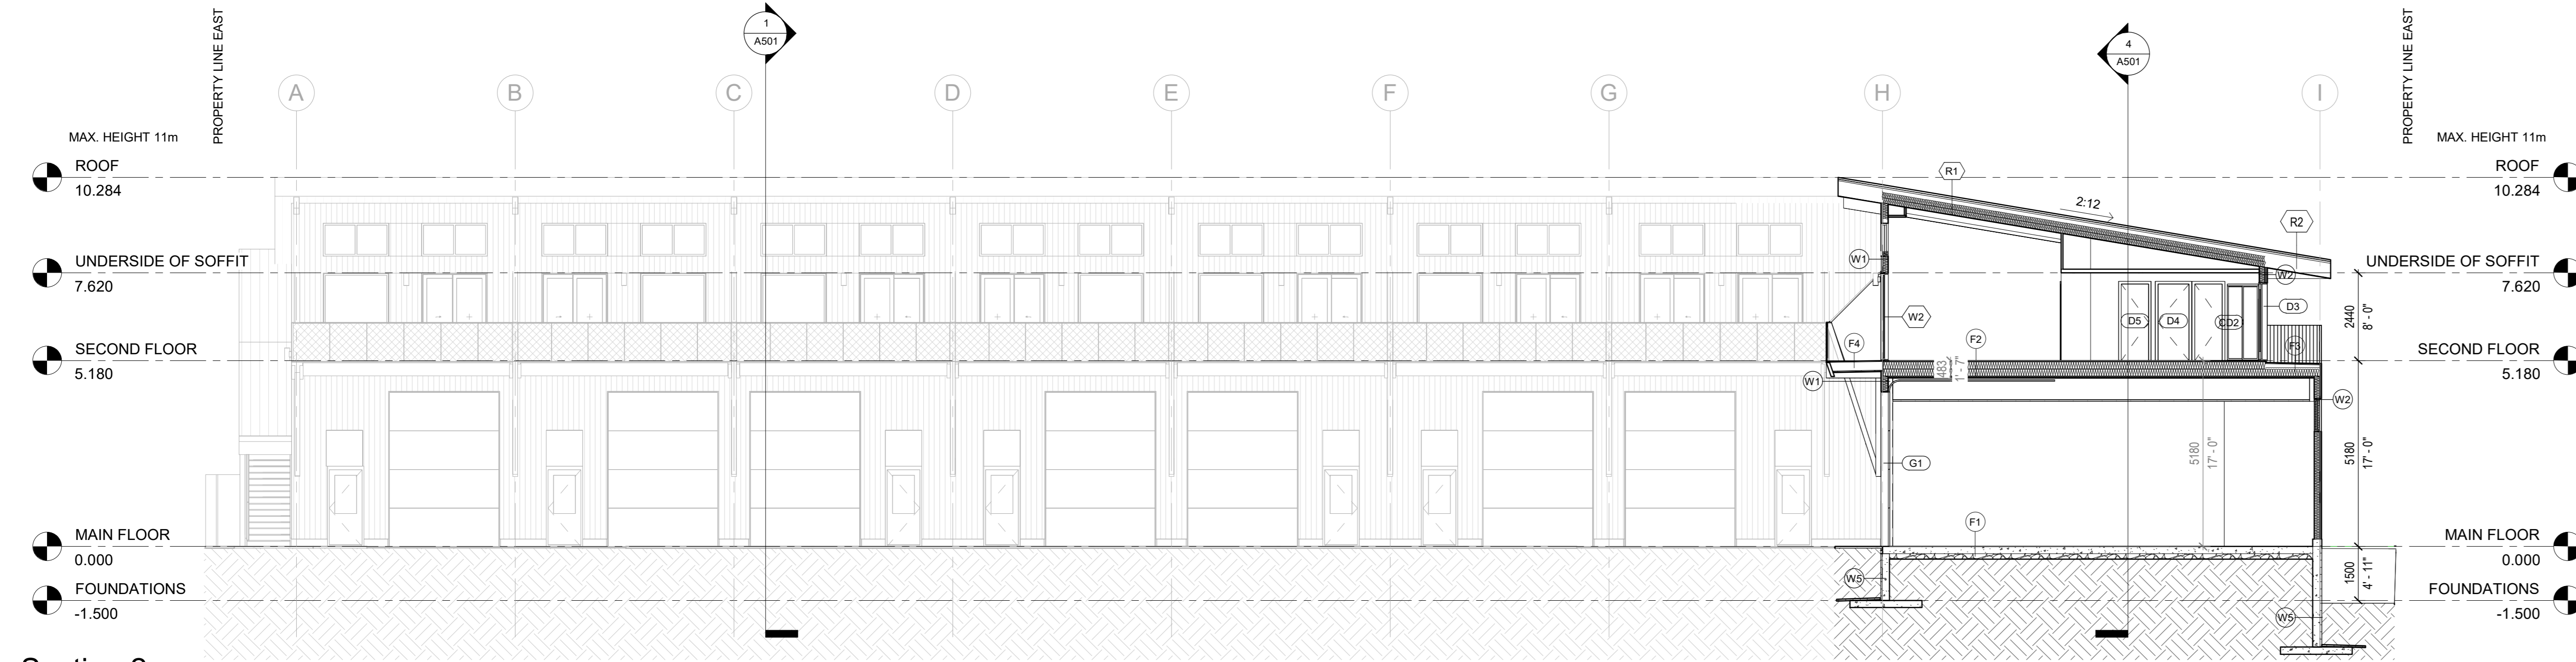 PROPERTY LINE EAST
1
A501
4
A501
PROPERTY LINE EAST
A
B
C
D
E
F
G
H
I
MAX. HEIGHT 11m
MAX. HEIGHT 11m
ROOF
10.284
R1
ROOF
10.284
2:12
R2
UNDERSIDE OF SOFFIT
7.620
W1
W2
UNDERSIDE OF SOFFIT
7.620
W2
D3
D5
D4
CD2
2440
8' - 0"
SECOND FLOOR
5.180
F4
F2
F3
SECOND FLOOR
5.180
483
1' - 7"
W1
W2
G1
5180
17' - 0"
5180
17' - 0"
F1
MAIN FLOOR
0.000
MAIN FLOOR
0.000
W5
1500
4' - 11"
FOUNDATIONS
-1.500
FOUNDATIONS
-1.500
W5